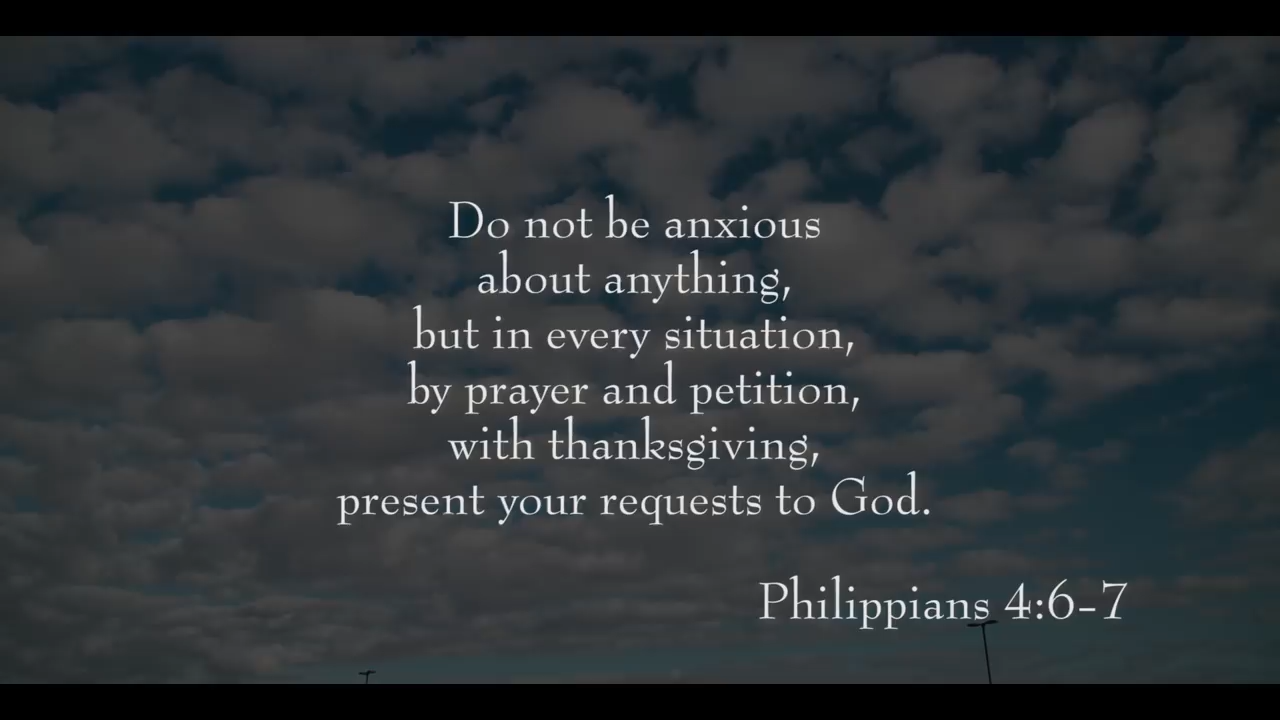 Do not be anxious
about anything,
but in every situation,
by prayer and petition,
with thanksgiving,
present your requests to God.
Philippians 4:6-7